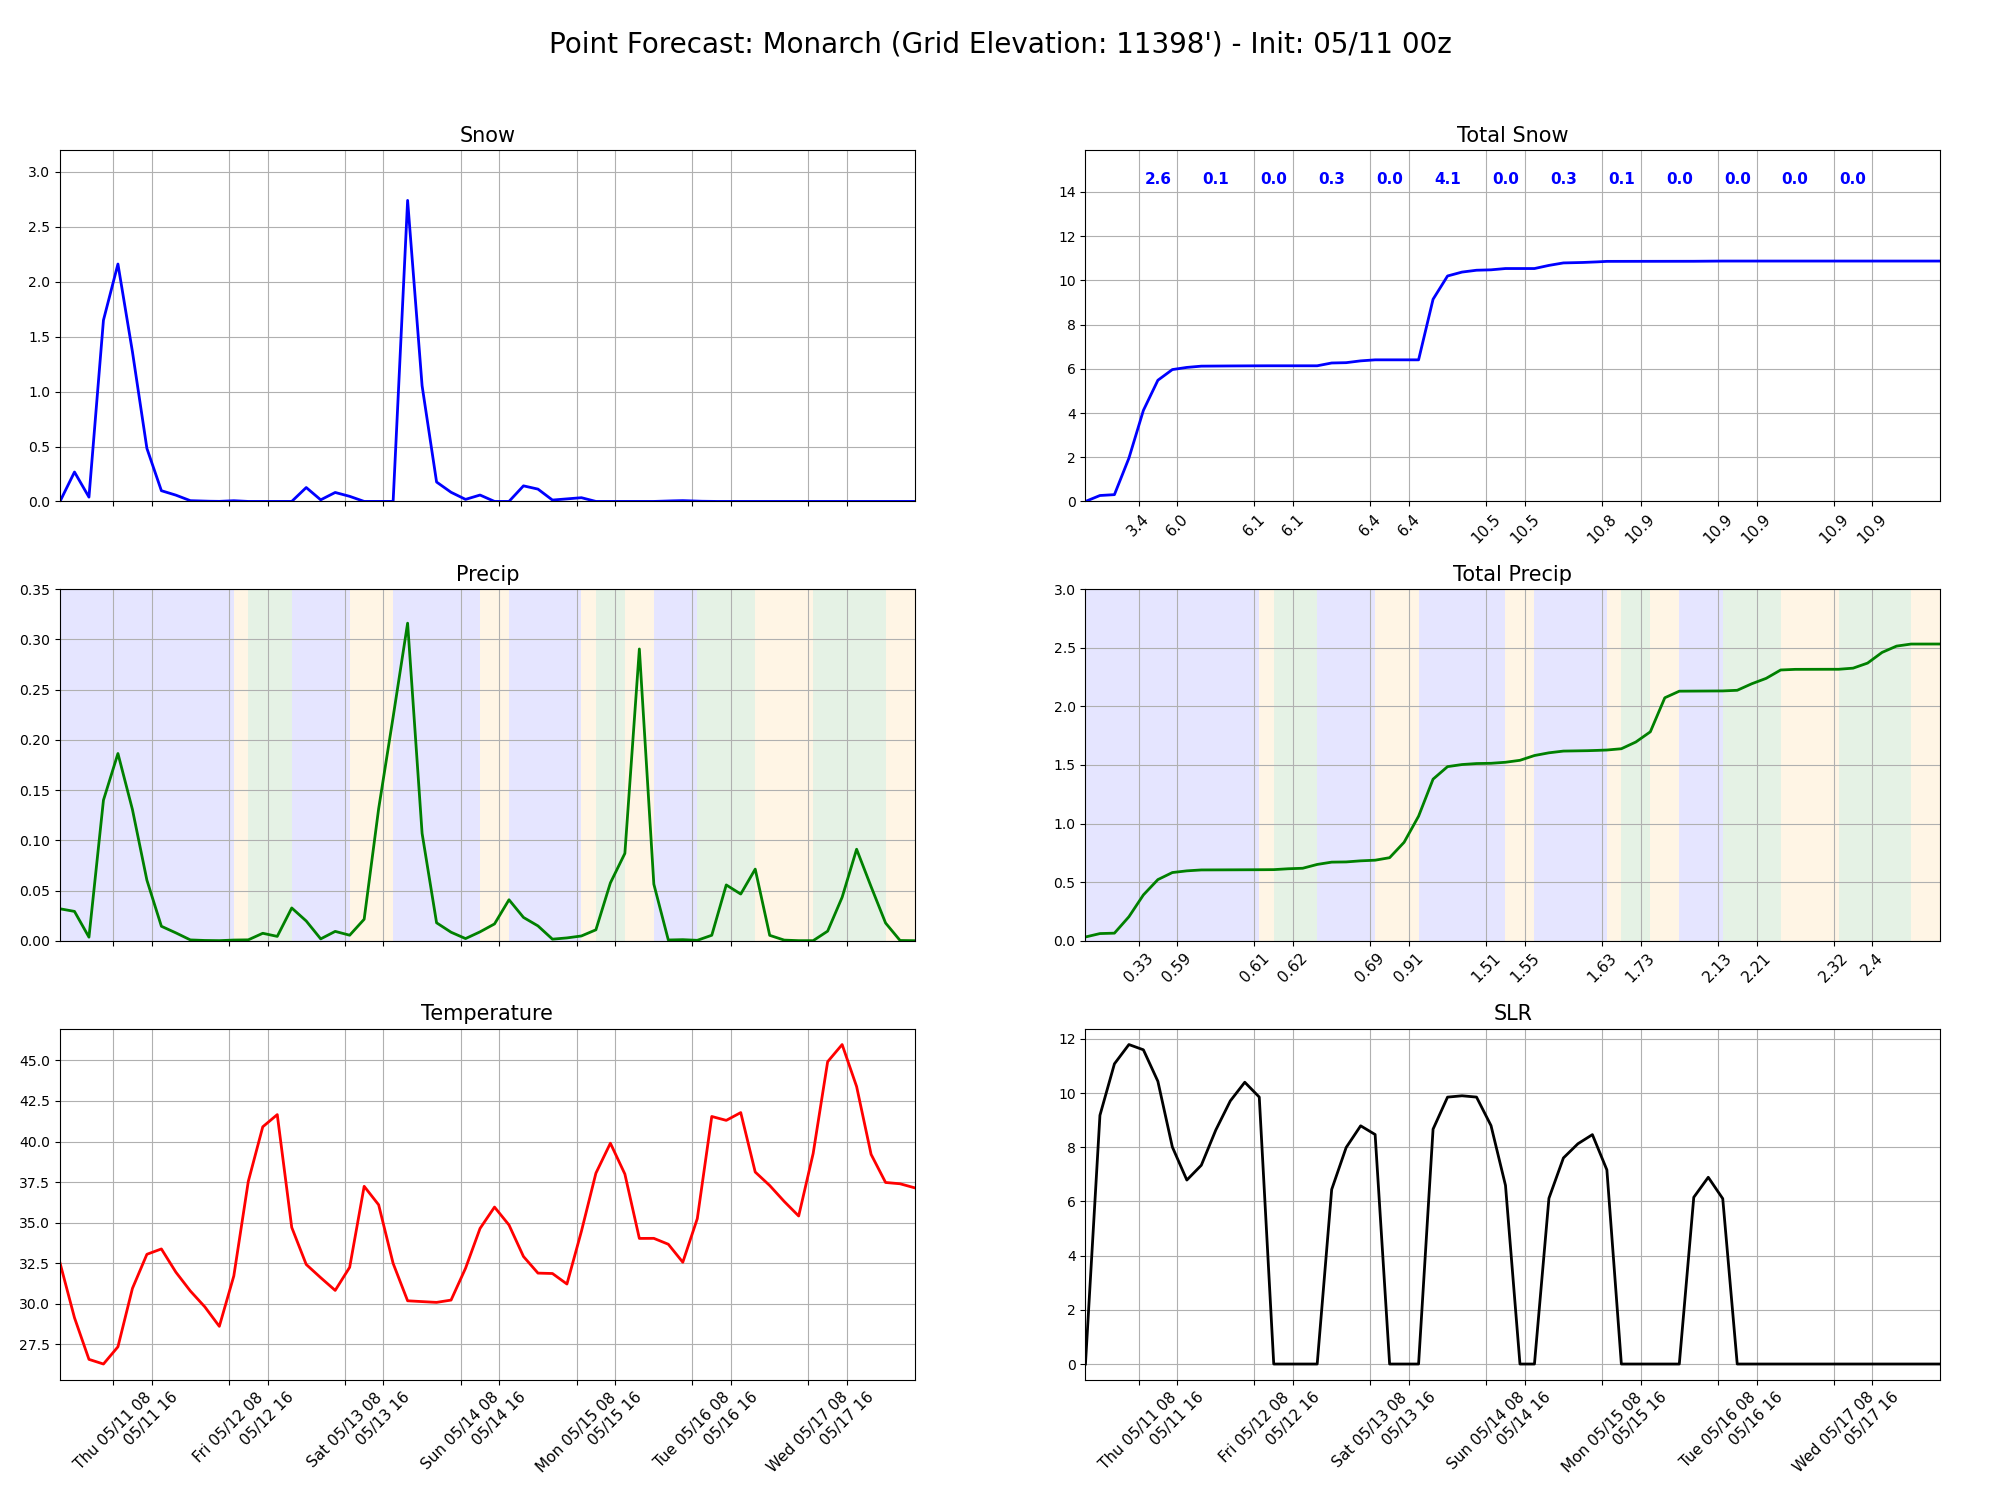 Point Forecast: Monarch (Grid Elevation: 11398') - Init: 05/11 00z
Snow
3.0
2.5
2.0
1.5
1.0
0.5
0.0
Total Snow
2.6 0.1 0.0 0.3 0.0 4.1 0.0 0.3 0.1 0.0 0.0 0.0 0.0
14
12
10
8
6
4
2
0
3.4 6.0 6.1 6.1 6.4 6.4 10.5 10.5 10.8 10.9 10.9 10.9 10.9 10.9
Precip
0.35
0.30
0.25
0.20
0.15
0.10
0.05
0.00
Total Precip
3.0
2.5
2.0
1.5
1.0
0.5
0.0
0.33 0.59 0.61 0.62 0.69 0.91 1.51 1.55 1.63 1.73 2.13 2.21 2.32 2.4
Temperature
45.0
42.5
40.0
37.5
35.0
32.5
30.0
27.5
Thu 05/11 08
05/11 16
Fri 05/12 08
05/12 16
Sat 05/13 08
05/13 16
Sun 05/14 08
05/14 16
Mon 05/15 08
05/15 16
Tue 05/16 08
05/16 16
Wed 05/17 08
05/17 16
SLR
12
10
8
6
4
2
0
Thu 05/11 08
05/11 16
Fri 05/12 08
05/12 16
Sat 05/13 08
05/13 16
Sun 05/14 08
05/14 16
Mon 05/15 08
05/15 16
Tue 05/16 08
05/16 16
Wed 05/17 08
05/17 16